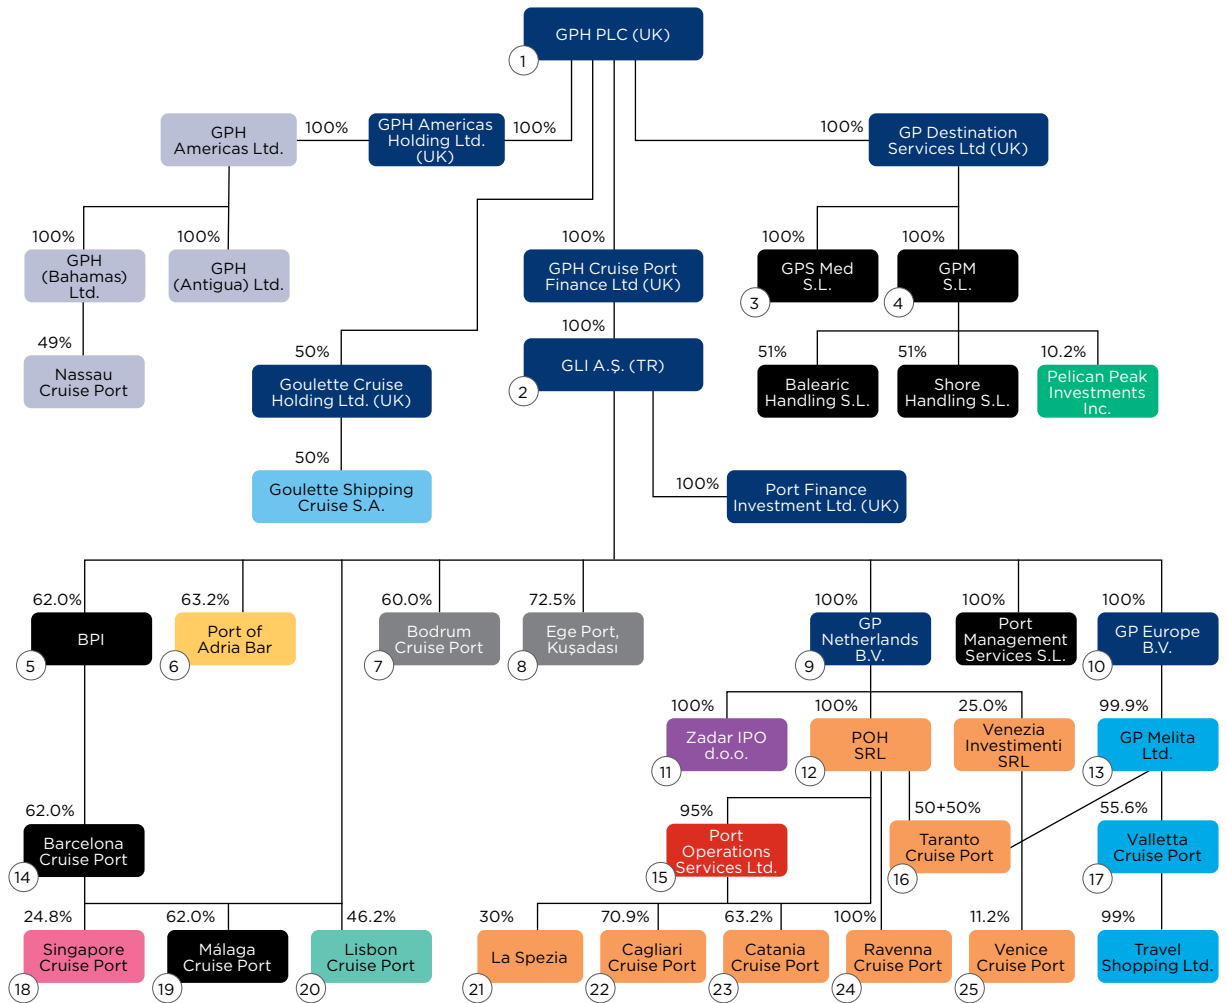 GPH PLC (UK)
1
GPH
Americas Ltd.
100%
GPH Americas
Holding Ltd.
(UK)
100%
100%
GP Destination
Services Ltd (UK)
100%
GPH
(Bahamas)
Ltd.
100%
GPH
(Antigua) Ltd.
100%
GPH Cruise Port
Finance Ltd (UK)
100%
GPS Med
S.L.
3
100%
GPM
S.L.
4
49%
Nassau
Cruise Port
50%
Goulette Cruise
Holding Ltd. (UK)
100%
GLI A.Ş. (TR)
2
51%
Balearic
Handling S.L.
51%
Shore
Handling S.L.
10.2%
Pelican Peak
Investments
Inc.
50%
Goulette Shipping
Cruise S.A.
100%
Port Finance
Investment Ltd. (UK)
62.0%
BPI
5
63.2%
Port of
Adria Bar
6
60.0%
Bodrum
Cruise Port
7
72.5%
Ege Port,
Kuşadası
8
100%
GP
Netherlands
B.V.
9
100%
Port
Management
Services S.L.
100%
GP Europe
B.V.
10
100%
Zadar IPO
d.o.o.
11
100%
POH
SRL
12
25.0%
Venezia
Investimenti
SRL
99.9%
GP Melita
Ltd.
13
62.0%
Barcelona
Cruise Port
14
95%
Port
Operations
Services Ltd.
15
50+50%
Taranto
Cruise Port
16
55.6%
Valletta
Cruise Port
17
24.8%
Singapore
Cruise Port
18
62.0%
Málaga
Cruise Port
19
46.2%
Lisbon
Cruise Port
20
30%
La Spezia
21
70.9%
Cagliari
Cruise Port
22
63.2%
Catania
Cruise Port
23
100%
Ravenna
Cruise Port
24
11.2%
Venice
Cruise Port
25
99%
Travel
Shopping Ltd.